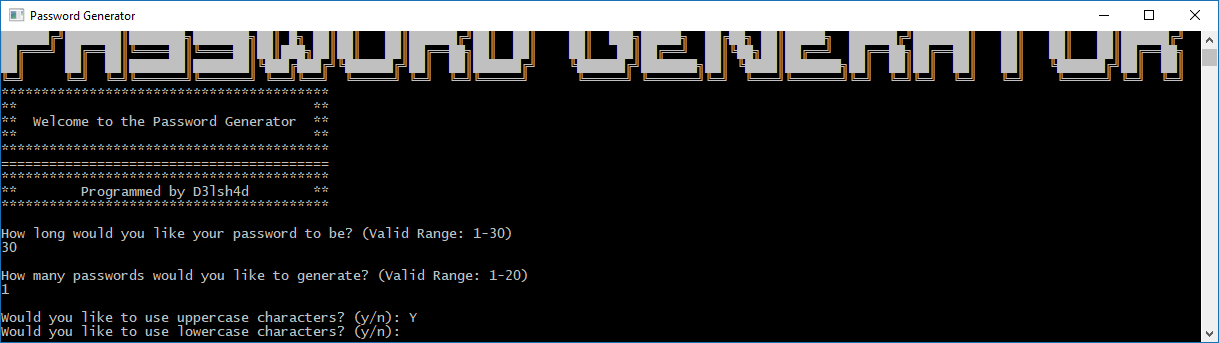 Password Generator
PASSWORD GENERATOR
*****************************************
**                                     **
**  Welcome to the Password Generator  **
**                                     **
*****************************************
=========================================
*****************************************
**        Programmed by D3lsh4d        **
*****************************************
How long would you like your password to be? (Valid Range: 1-30)
30
How many passwords would you like to generate? (Valid Range: 1-20)
1
Would you like to use uppercase characters? (y/n): Y
Would you like to use lowercase characters? (y/n):